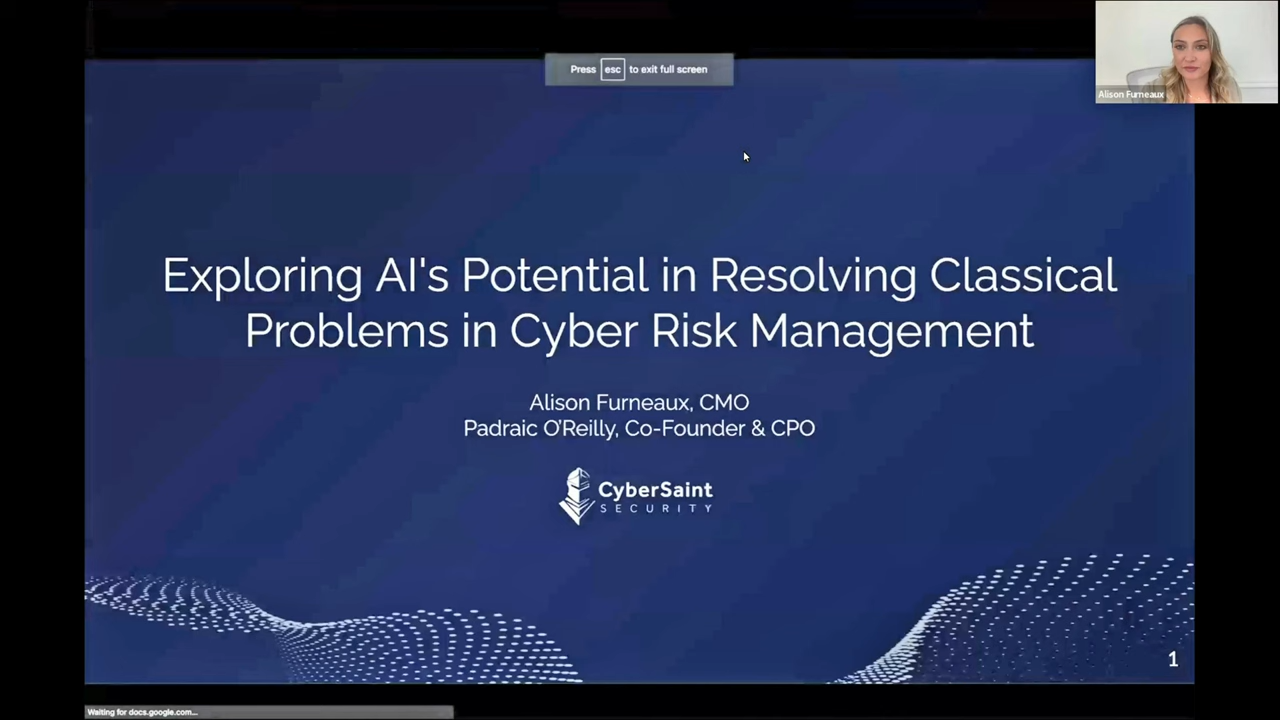 Press esc to exit full screen
Alison Furneaux
Exploring AI's Potential in Resolving Classical
Problems in Cyber Risk Management
Alison Furneaux, CMO
Padraic O'Reilly, Co-Founder & CPO
CyberSaint
SECURITY
1
Waiting for docs.google.com...